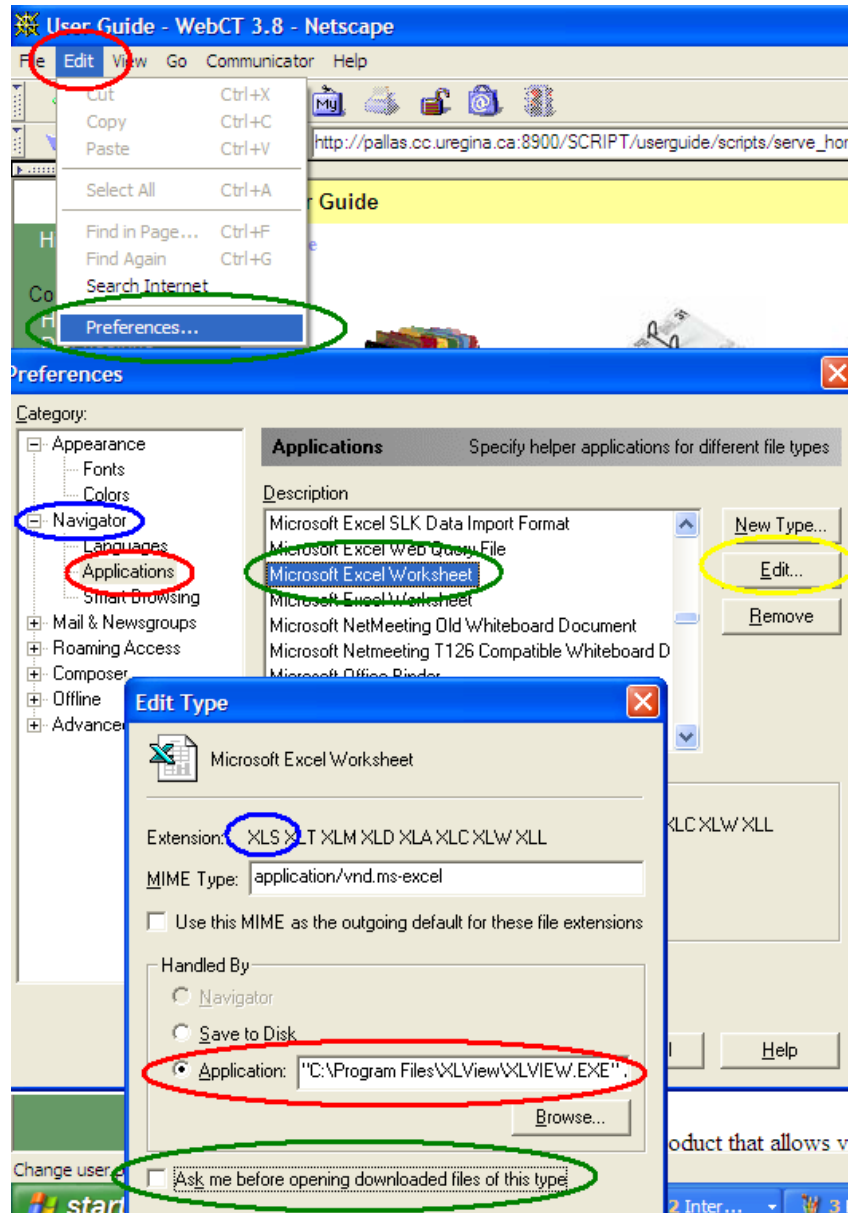 User Guide - WebCT 3.8 - Netscape
File Edit View Go Communicator Help
Cut Ctrl+X
Copy Ctrl+C
Paste Ctrl+V
http://pallas.cc.uregina.ca:8900/SCRIPT/userguide/scripts/serve_hor
Select All Ctrl+A
r Guide
Find in Page... Ctrl+F
Find Again Ctrl+G
Search Internet
Preferences...
My
H
Co
H
e
Preferences
Category:
Appearance
Fonts
Colors
Navigator
Languages
Applications
Smart Browsing
Mail & Newsgroups
Roaming Access
Composer
Offline
Advanced
Applications Specify helper applications for different file types
Description
Microsoft Excel SLK Data Import Format
Microsoft Excel Web Query File
Microsoft Excel Worksheet
Microsoft Excel Worksheet
Microsoft NetMeeting Old Whiteboard Document
Microsoft Netmeeting T126 Compatible Whiteboard D
Microsoft Office Binder
New Type...
Edit...
Remove
XLC XLW XLL
Help
Edit Type
Microsoft Excel Worksheet
Extension: XLS XLT XLM XLD XLA XLC XLW XLL
MIME Type: application/vnd.ms-excel
Use this MIME as the outgoing default for these file extensions
Handled By
Navigator
Save to Disk
Application: "C:\Program Files\XLView\XLVIEW.EXE"
Browse...
Ask me before opening downloaded files of this type
oduct that allows v
Change user
start
2 Inter...
3